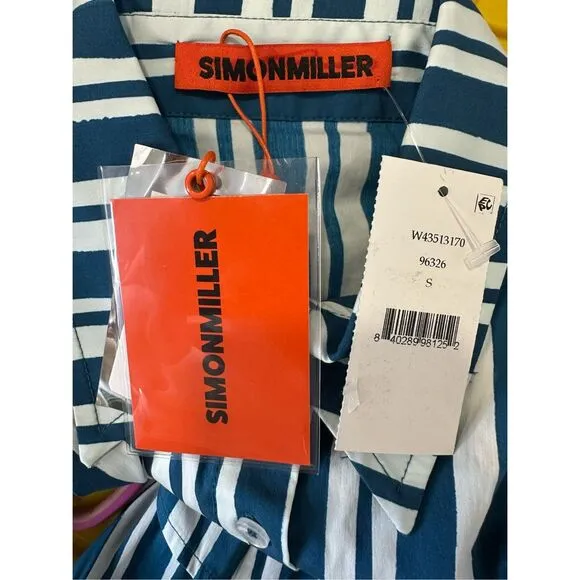 SIMONMILLER
SIMONMILLER
W43513170
96326
S
8 40289 98125 2